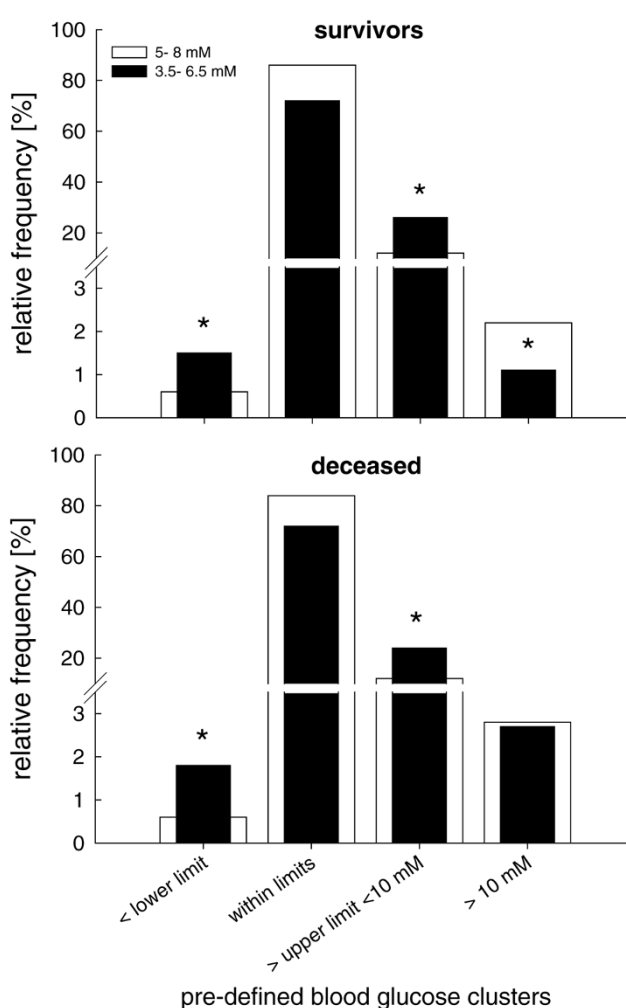 survivors
5- 8 mM
3.5- 6.5 mM
relative frequency [%]
100
80
60
40
20
3
2
1
0
*
*
*
deceased
relative frequency [%]
100
80
60
40
20
3
2
1
0
*
*
< lower limit
within limits
> upper limit <10 mM
> 10 mM
pre-defined blood glucose clusters